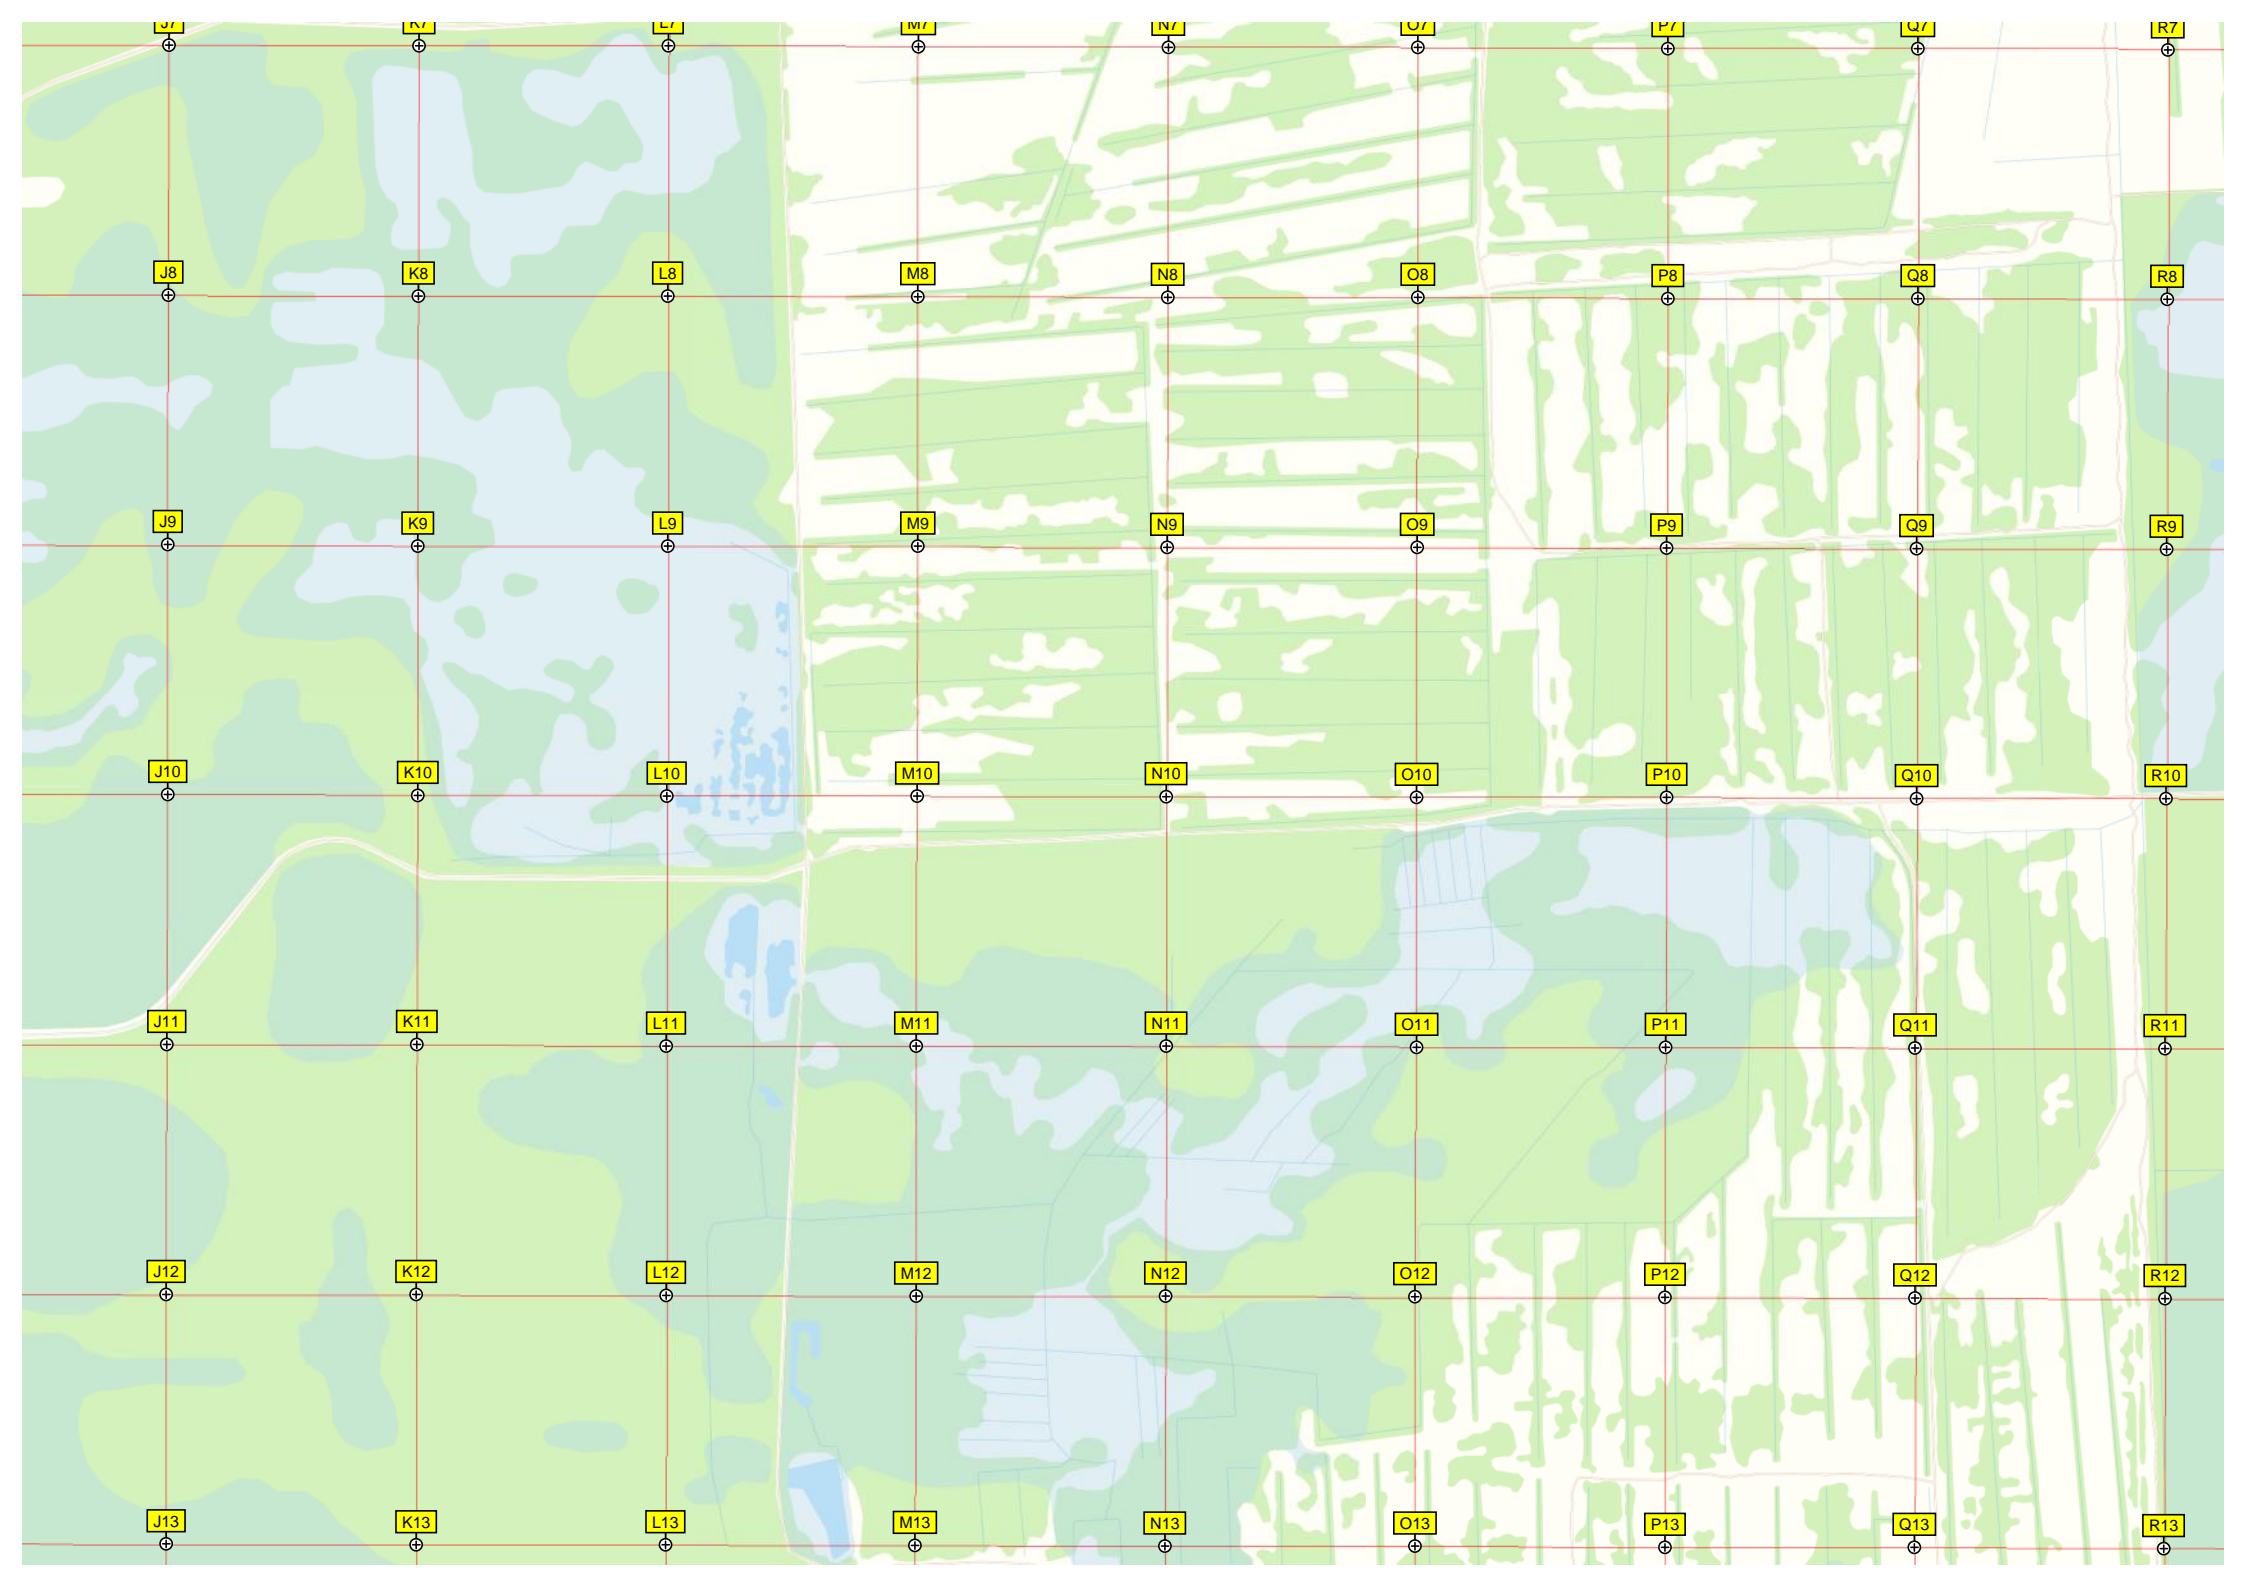 J7 K7 L7 M7 N7 O7 P7 Q7 R7
J8 K8 L8 M8 N8 O8 P8 Q8 R8
J9 K9 L9 M9 N9 O9 P9 Q9 R9
J10 K10 L10 M10 N10 O10 P10 Q10 R10
J11 K11 L11 M11 N11 O11 P11 Q11 R11
J12 K12 L12 M12 N12 O12 P12 Q12 R12
J13 K13 L13 M13 N13 O13 P13 Q13 R13